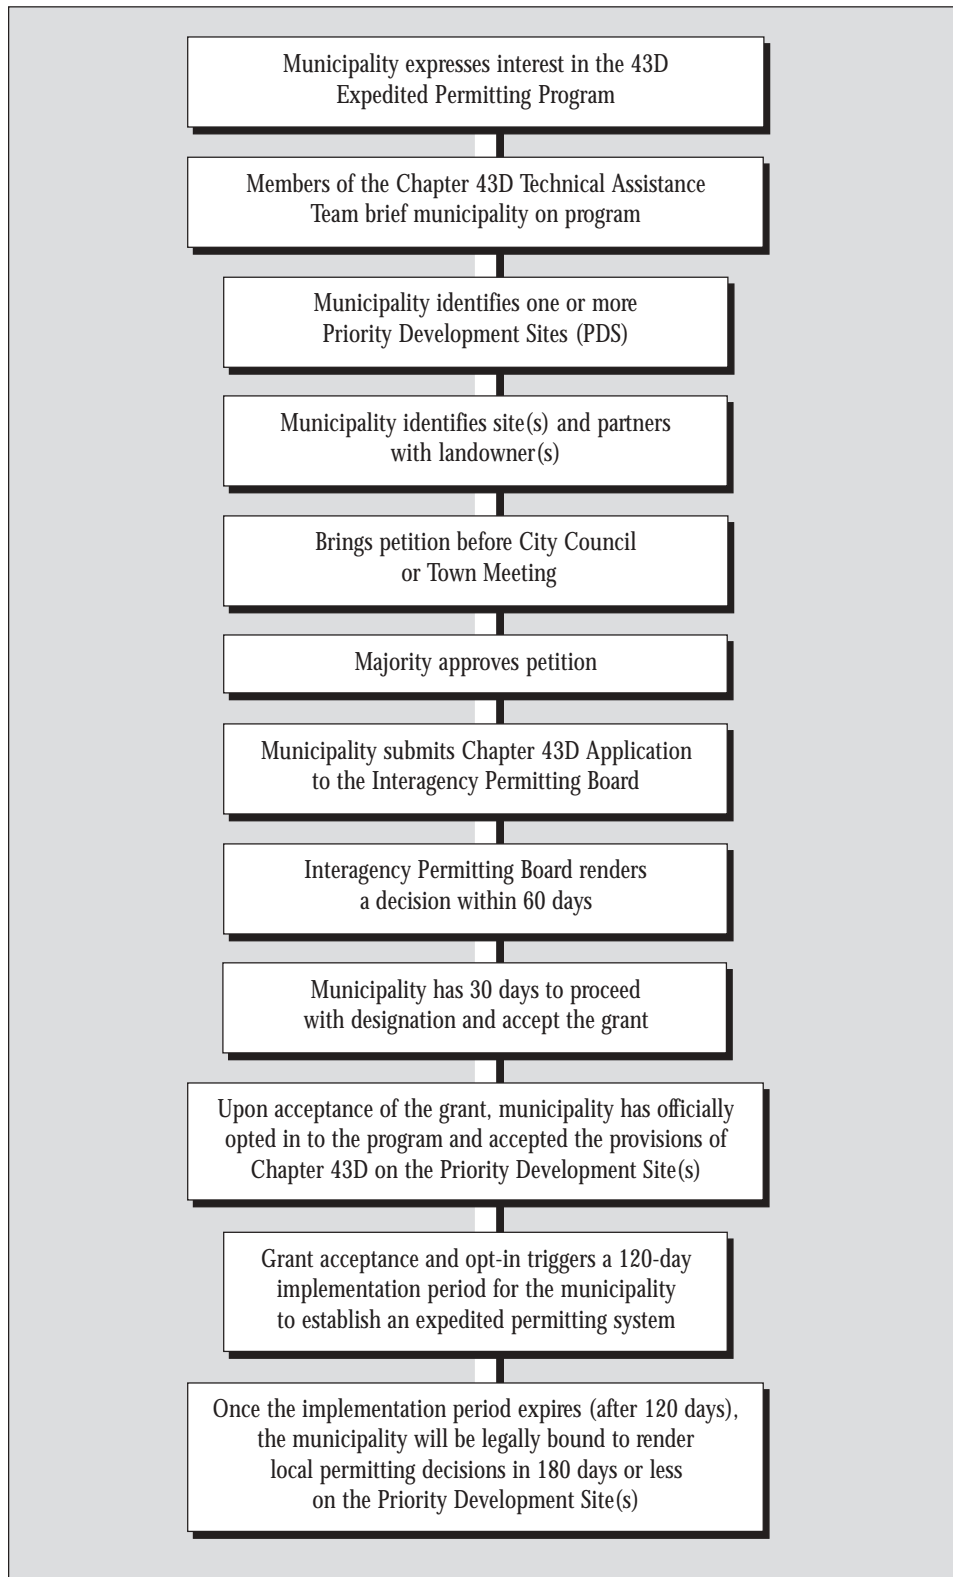 Municipality expresses interest in the 43D
Expedited Permitting Program
Members of the Chapter 43D Technical Assistance
Team brief municipality on program
Municipality identifies one or more
Priority Development Sites (PDS)
Municipality identifies site(s) and partners
with landowner(s)
Brings petition before City Council
or Town Meeting
Majority approves petition
Municipality submits Chapter 43D Application
to the Interagency Permitting Board
Interagency Permitting Board renders
a decision within 60 days
Municipality has 30 days to proceed
with designation and accept the grant
Upon acceptance of the grant, municipality has officially
opted in to the program and accepted the provisions of
Chapter 43D on the Priority Development Site(s)
Grant acceptance and opt-in triggers a 120-day
implementation period for the municipality
to establish an expedited permitting system
Once the implementation period expires (after 120 days),
the municipality will be legally bound to render
local permitting decisions in 180 days or less
on the Priority Development Site(s)